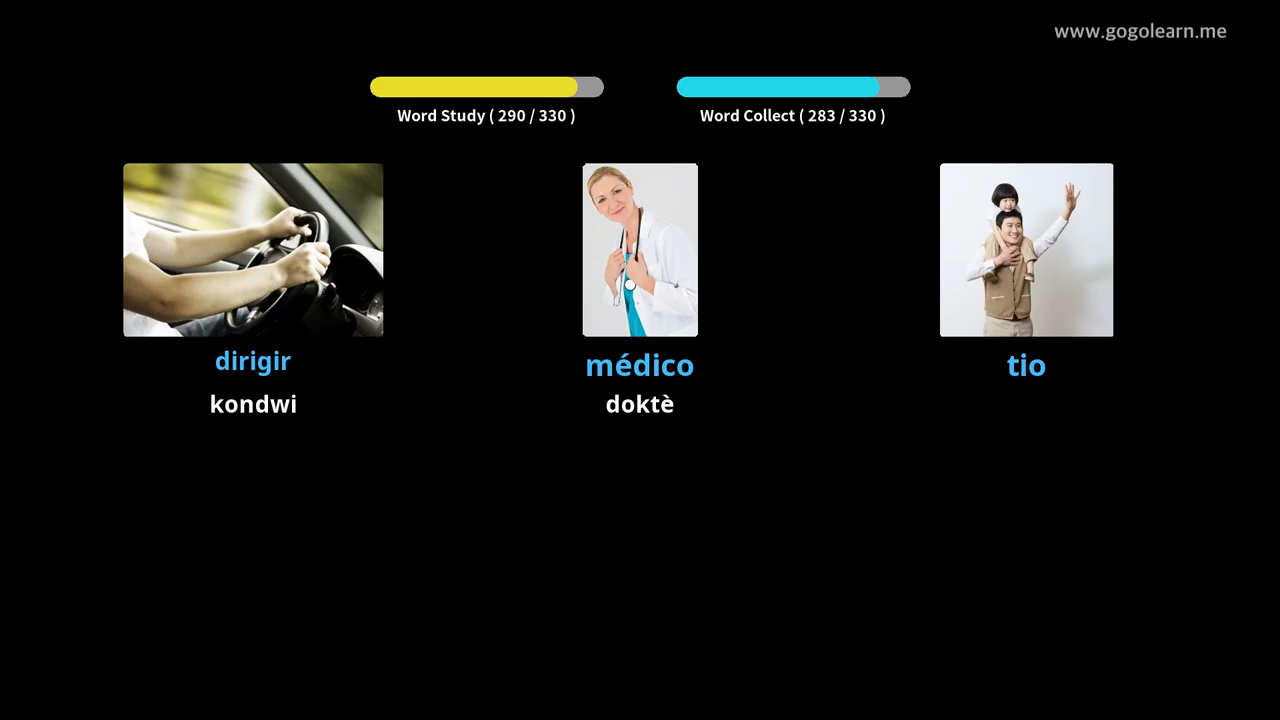 www.gogolearn.me
Word Study ( 290 / 330 )
Word Collect ( 283 / 330 )
dirigir
médico
tio
kondwi
doktè